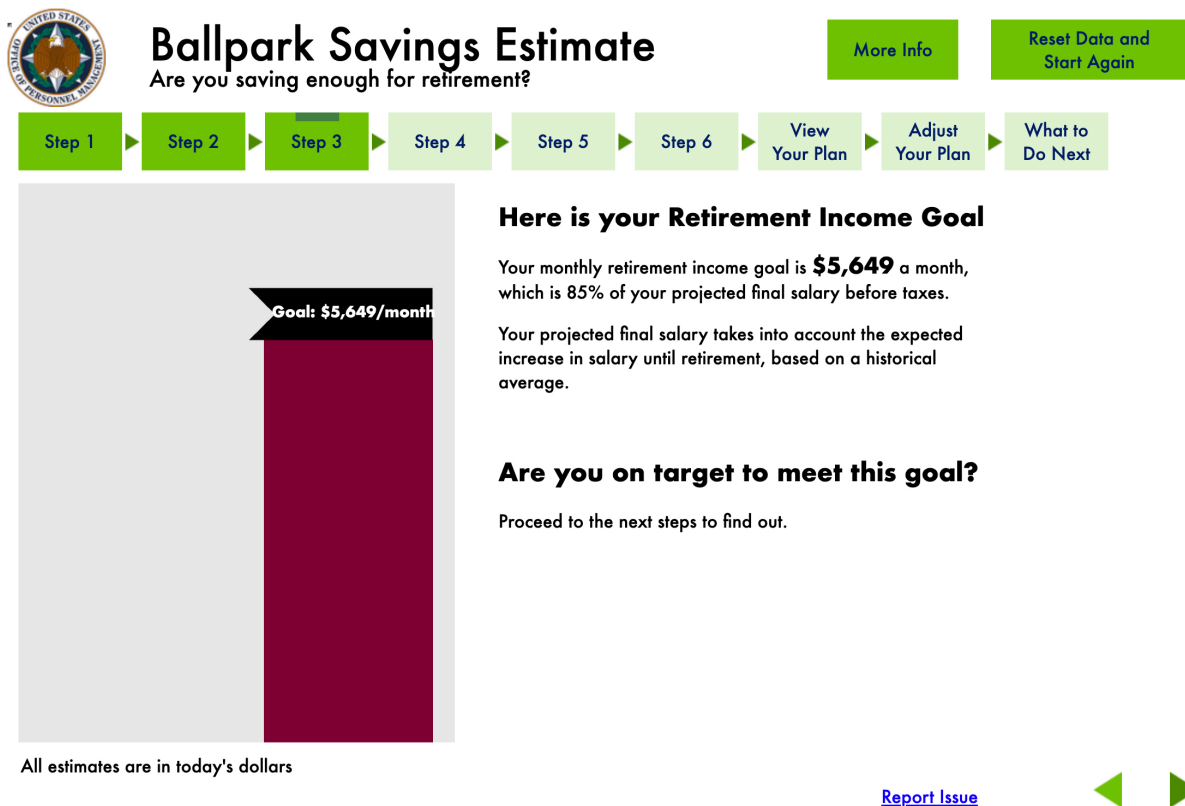 UNITED STATES
OFFICE OF PERSONNEL MANAGEMENT
Ballpark Savings Estimate
Are you saving enough for retirement?
More Info
Reset Data and
Start Again
Step 1
Step 2
Step 3
Step 4
Step 5
Step 6
View
Your Plan
Adjust
Your Plan
What to
Do Next
Goal: $5,649/month
Here is your Retirement Income Goal
Your monthly retirement income goal is $5,649 a month,
which is 85% of your projected final salary before taxes.
Your projected final salary takes into account the expected
increase in salary until retirement, based on a historical
average.
Are you on target to meet this goal?
Proceed to the next steps to find out.
All estimates are in today's dollars
Report Issue